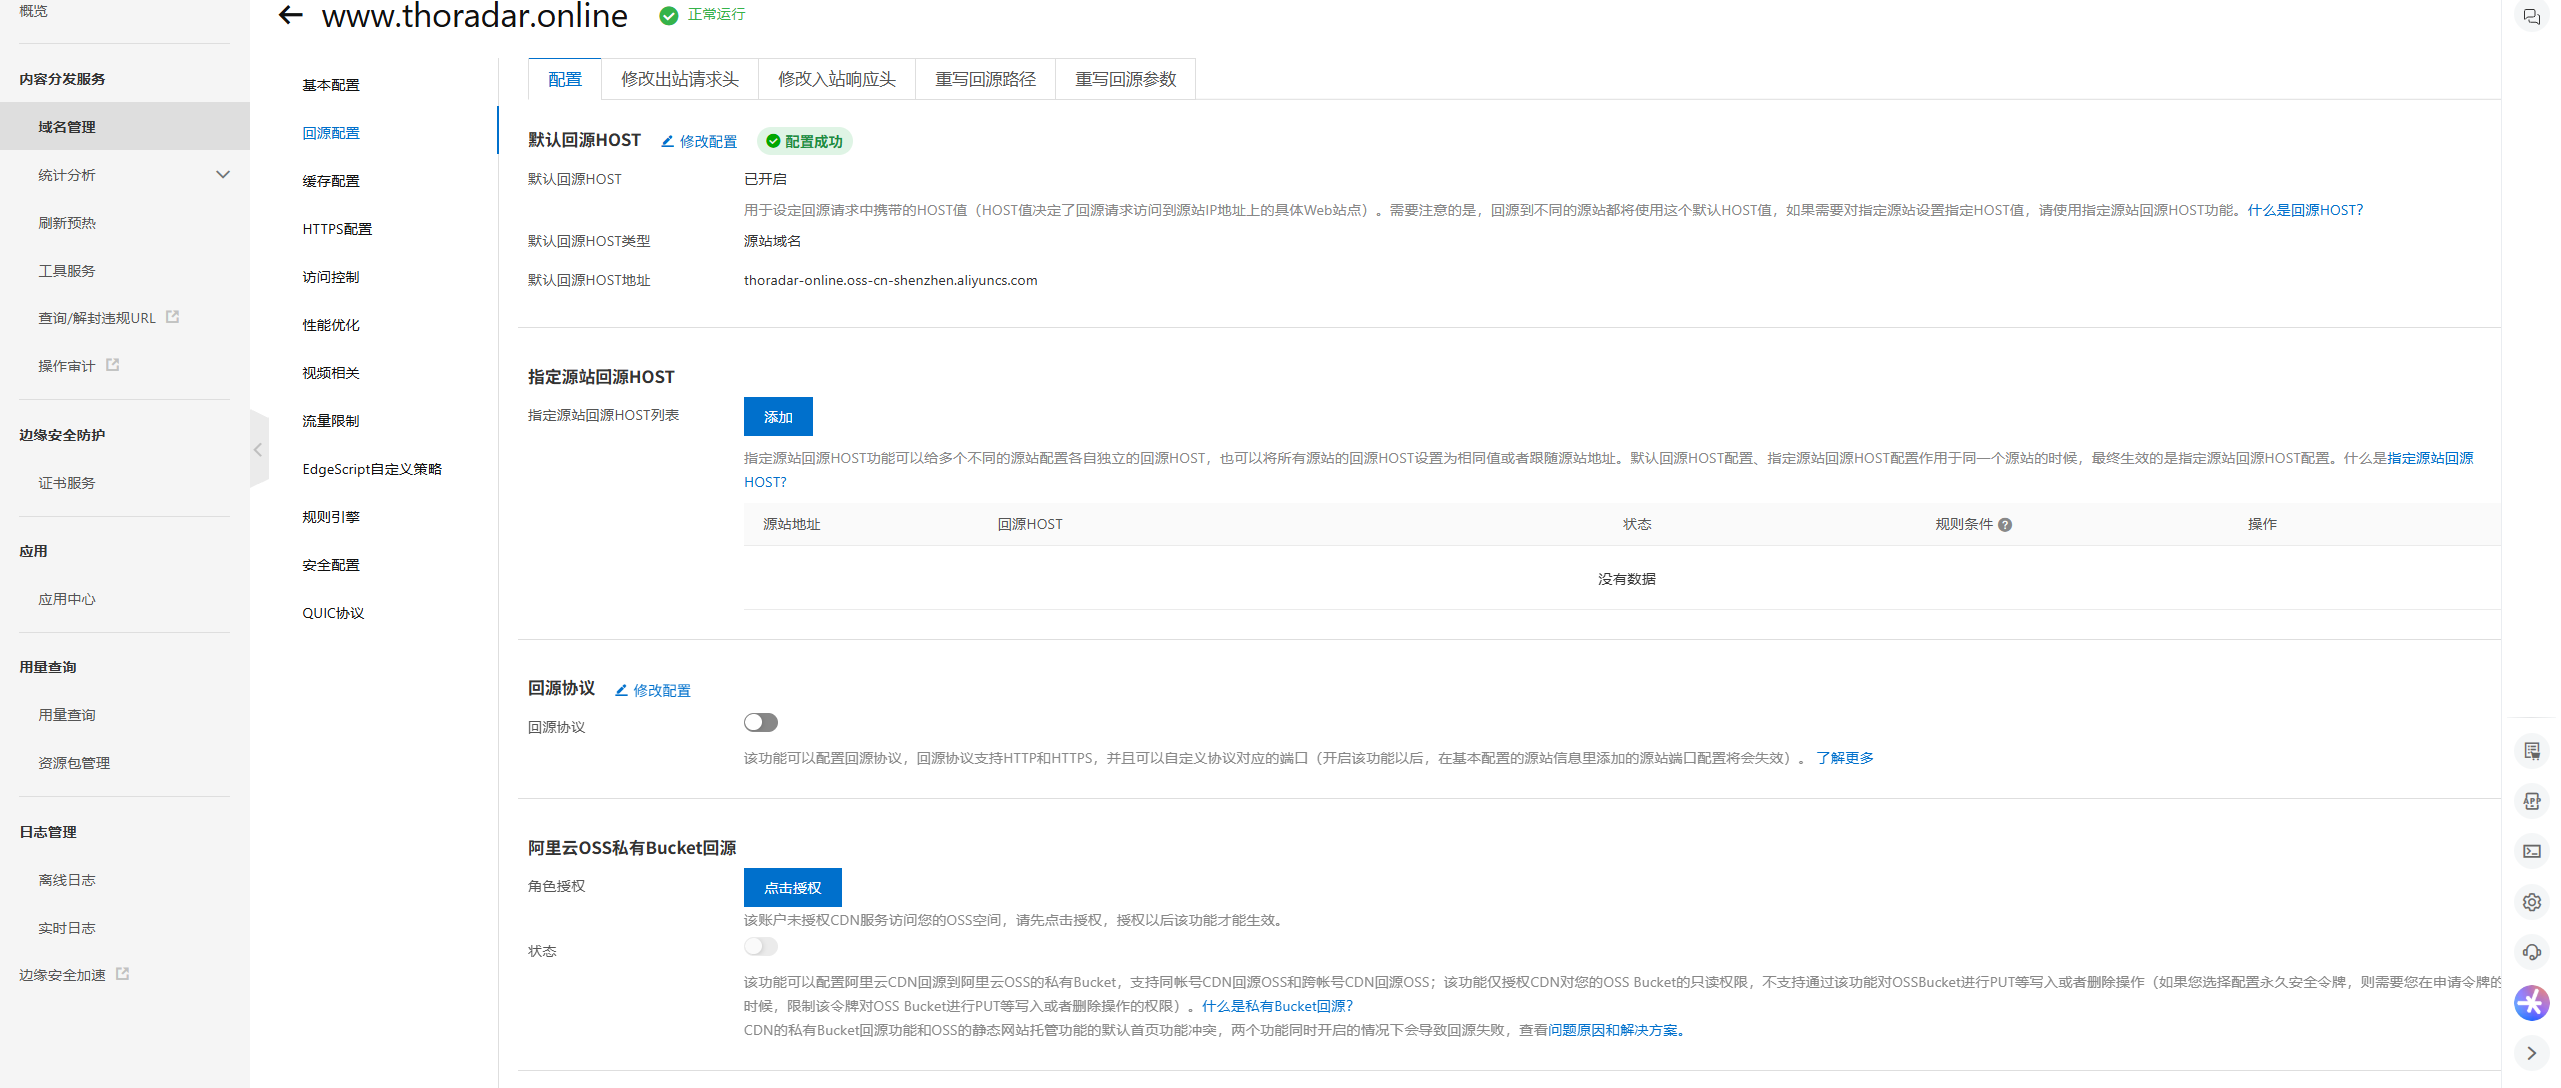 概览
内容分发服务
域名管理
统计分析
刷新预热
工具服务
查询/解封违规URL
操作审计
边缘安全防护
证书服务
应用
应用中心
用量查询
用量查询
资源包管理
日志管理
离线日志
实时日志
边缘安全加速
www.thoradar.online
正常运行
基本配置
回源配置
缓存配置
HTTPS配置
访问控制
性能优化
视频相关
流量限制
EdgeScript自定义策略
规则引擎
安全配置
QUIC协议
配置
修改出站请求头
修改入站响应头
重写回源路径
重写回源参数
默认回源HOST 修改配置 配置成功
默认回源HOST 已开启
用于设定回源请求中携带的HOST值（HOST值决定了回源请求访问到源站IP地址上的具体Web站点）。需要注意的是，回源到不同的源站都将使用这个默认HOST值，如果需要对指定源站设置指定HOST值，请使用指定源站回源HOST功能。什么是回源HOST？
默认回源HOST类型 源站域名
默认回源HOST地址 thoradar-online.oss-cn-shenzhen.aliyuncs.com
指定源站回源HOST
指定源站回源HOST列表 添加
指定源站回源HOST功能可以给多个不同的源站配置各自独立的回源HOST，也可以将所有源站的回源HOST设置为相同值或者跟随源站地址。默认回源HOST配置、指定源站回源HOST配置作用于同一个源站的时候，最终生效的是指定源站回源HOST配置。什么是指定源站回源
HOST?
源站地址 回源HOST 状态 规则条件 操作
没有数据
回源协议 修改配置
回源协议
该功能可以配置回源协议，回源协议支持HTTP和HTTPS，并且可以自定义协议对应的端口（开启该功能以后，在基本配置的源站信息里添加的源站端口配置将会失效）。 了解更多
阿里云OSS私有Bucket回源
角色授权 点击授权
该账户未授权CDN服务访问您的OSS空间，请先点击授权，授权以后该功能才能生效。
状态
该功能可以配置阿里云CDN回源到阿里云OSS的私有Bucket，支持同帐号CDN回源OSS和跨帐号CDN回源OSS；该功能仅授权CDN对您的OSS Bucket的只读权限，不支持通过该功能对OSSBucket进行PUT等写入或者删除操作（如果您选择配置永久安全令牌，则需要您在申请令牌的
时候，限制该令牌对OSS Bucket进行PUT等写入或者删除操作的权限）。什么是私有Bucket回源？
CDN的私有Bucket回源功能和OSS的静态网站托管功能的默认首页功能冲突，两个功能同时开启的情况下会导致回源失败，查看问题原因和解决方案。